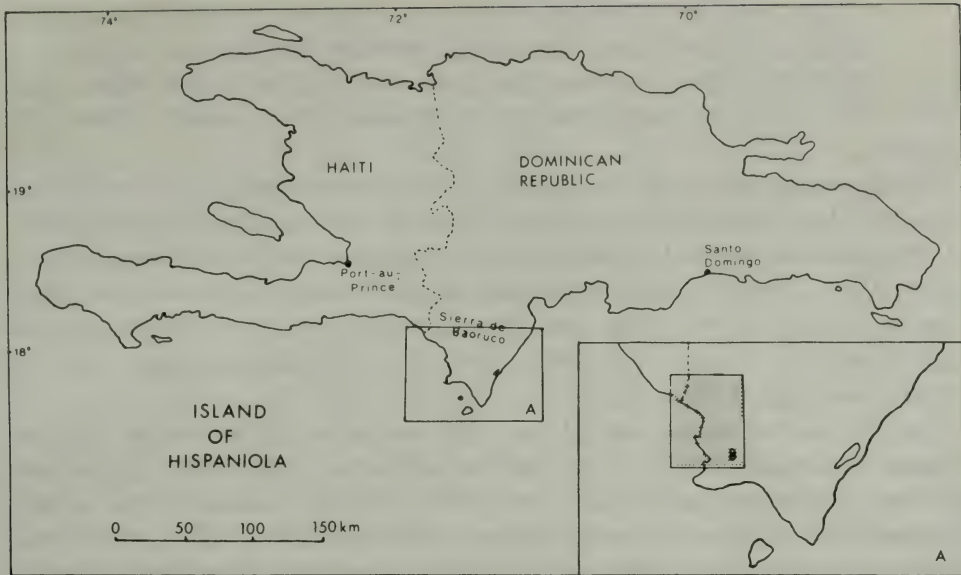 74°
72°
70°
HAITI
DOMINICAN
REPUBLIC
19°
Santo
Domingo
Port-au-
Prince
Sierra de
Baoruco
18°
A
ISLAND
OF
HISPANIOLA
B
0 50 100 150 km
A